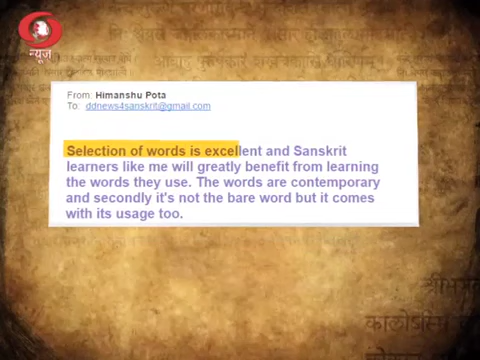 न्यूज़
From: Himanshu Pota
To: ddnews4sanskrit@gmail.com
Selection of words is excellent and Sanskrit
learners like me will greatly benefit from learning
the words they use. The words are contemporary
and secondly it's not the bare word but it comes
with its usage too.